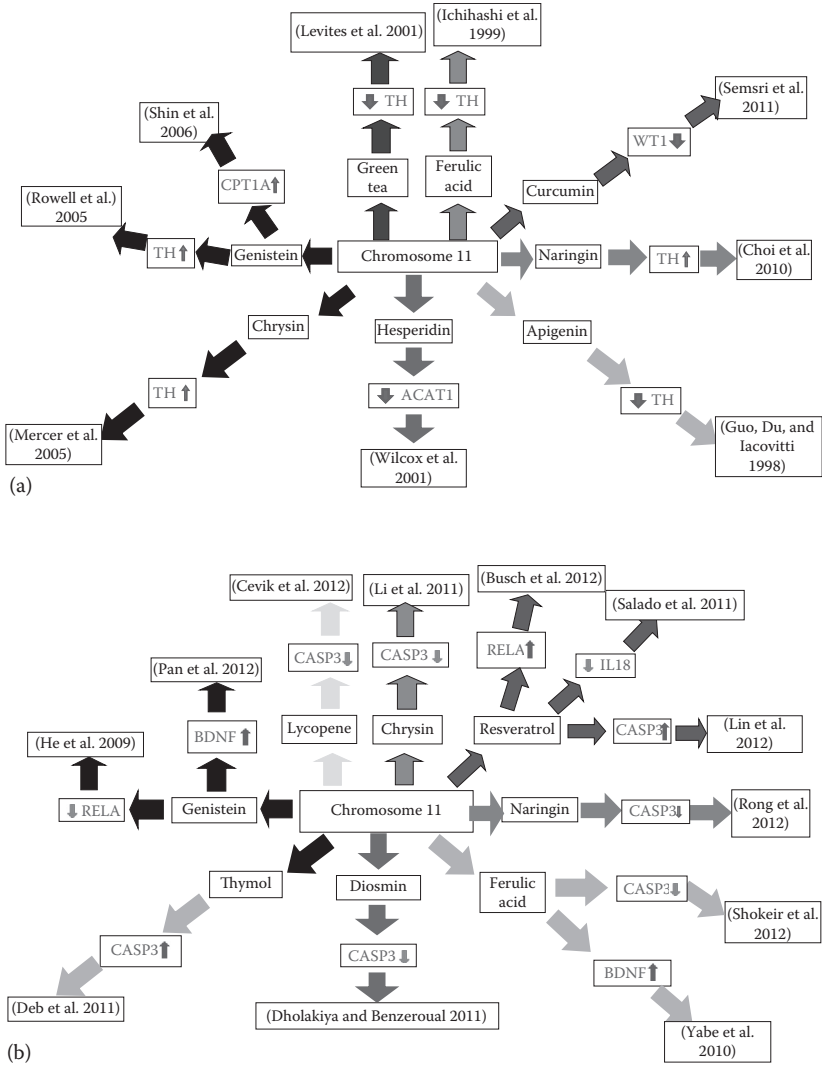 (Levites et al. 2001)
(Ichihashi et al.
1999)
TH
TH
(Semsri et al.
2011)
(Shin et al.
2006)
WT1
Green
tea
Ferulic
acid
CPT1A
Curcumin
(Rowell et al.)
2005
TH
Genistein
Chromosome 11
Naringin
TH
(Choi et al.
2010)
Chrysin
Hesperidin
Apigenin
TH
ACAT1
TH
(Mercer et al.
2005)
(Wilcox et al.
2001)
(Guo, Du, and
Iacovitti
1998)
(a)
(Cevik et al. 2012)
(Li et al. 2011)
(Busch et al. 2012)
(Salado et al. 2011)
CASP3
CASP3
RELA
IL18
(Pan et al. 2012)
BDNF
Lycopene
Chrysin
Resveratrol
CASP3
(Lin et al.
2012)
(He et al. 2009)
RELA
Genistein
Chromosome 11
Naringin
CASP3
(Rong et al.
2012)
Thymol
Diosmin
Ferulic
acid
CASP3
(Shokeir et al.
2012)
CASP3
CASP3
BDNF
(Deb et al. 2011)
(Dholakiya and Benzeroual 2011)
(Yabe et al.
2010)
(b)